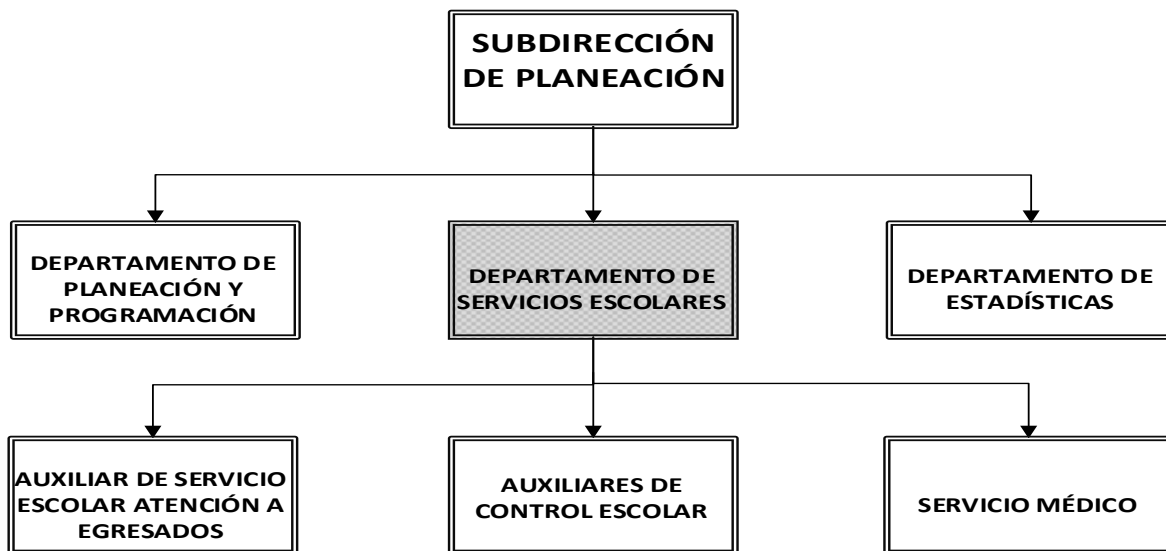 SUBDIRECCIÓN
DE PLANEACIÓN
DEPARTAMENTO DE
PLANEACIÓN Y
PROGRAMACIÓN
DEPARTAMENTO DE
SERVICIOS ESCOLARES
DEPARTAMENTO DE
ESTADÍSTICAS
AUXILIAR DE SERVICIO
ESCOLAR ATENCIÓN A
EGRESADOS
AUXILIARES DE
CONTROL ESCOLAR
SERVICIO MÉDICO